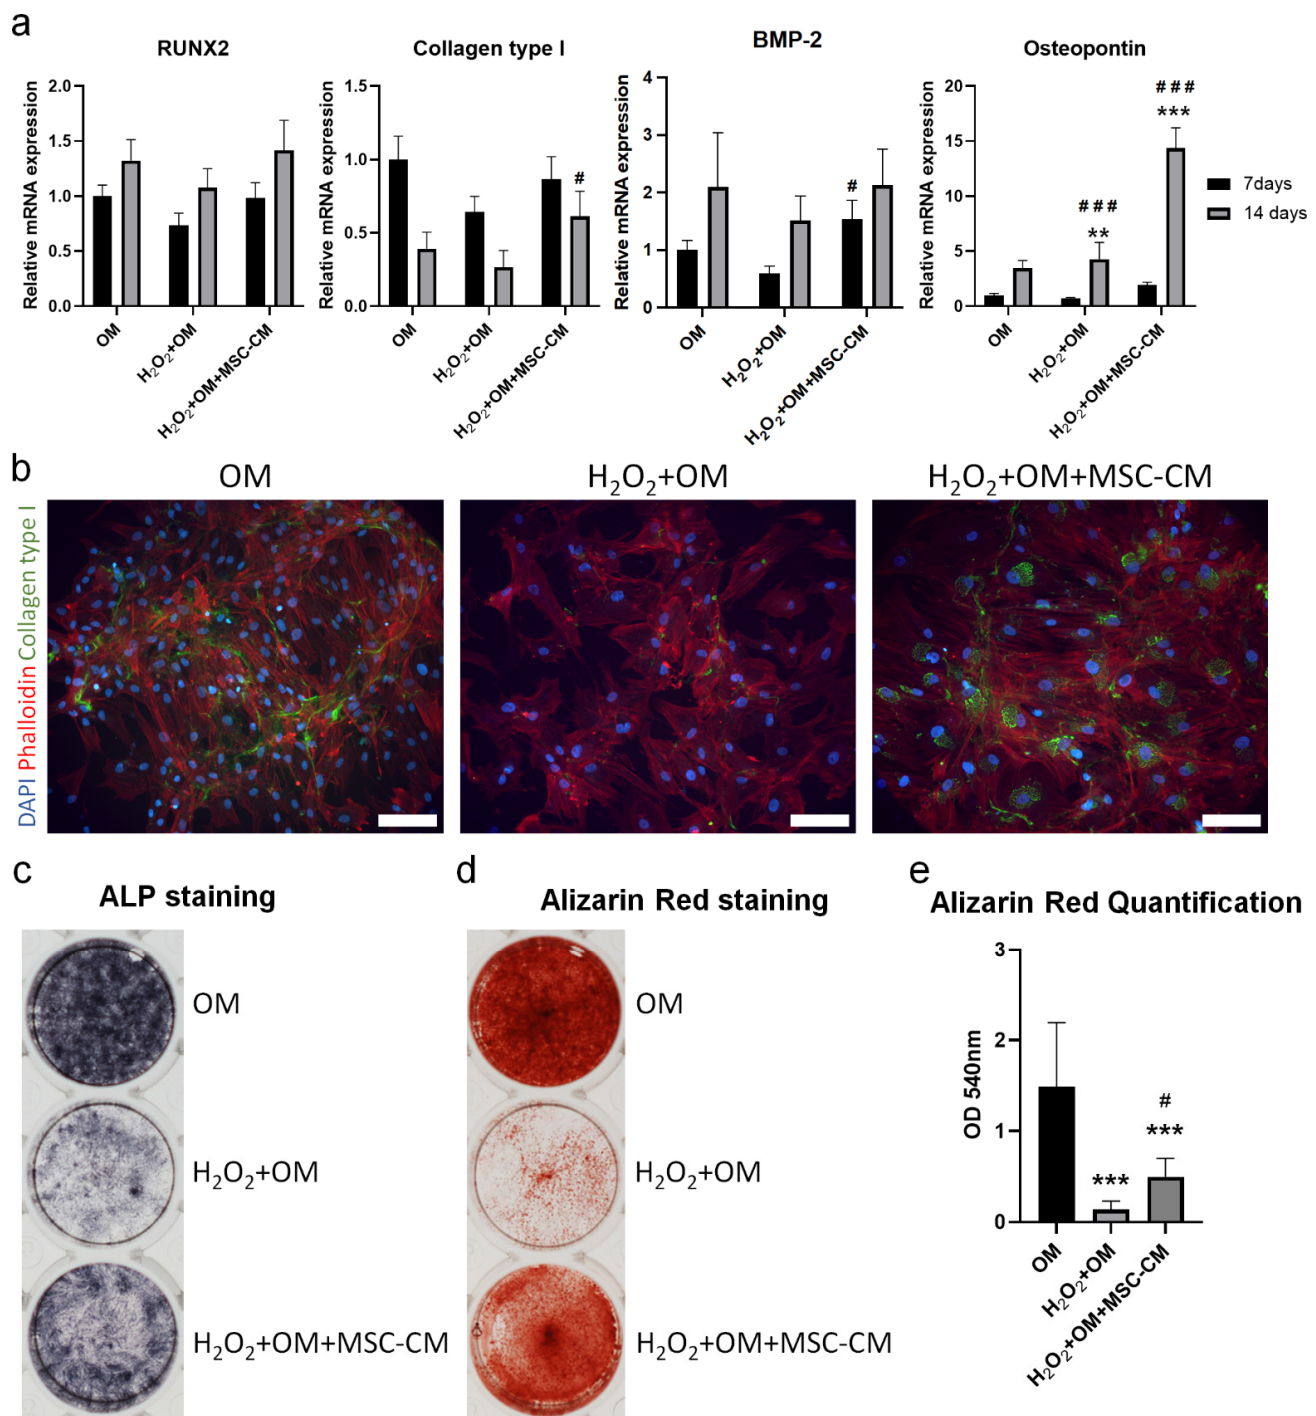 a
RUNX2
Relative mRNA expression
2.0
1.5
1.0
0.5
0.0
OM
H₂O₂+OM
H₂O₂+OM+MSC-CM
Collagen type I
Relative mRNA expression
1.5
1.0
0.5
0.0
#
OM
H₂O₂+OM
H₂O₂+OM+MSC-CM
BMP-2
Relative mRNA expression
4
3
2
1
0
#
OM
H₂O₂+OM
H₂O₂+OM+MSC-CM
Osteopontin
Relative mRNA expression
20
15
10
5
0
###
**
###
***
OM
H₂O₂+OM
H₂O₂+OM+MSC-CM
7days
14 days
b
OM
H₂O₂+OM
H₂O₂+OM+MSC-CM
DAPI Phalloidin Collagen type I
c
ALP staining
OM
H₂O₂+OM
H₂O₂+OM+MSC-CM
d
Alizarin Red staining
OM
H₂O₂+OM
H₂O₂+OM+MSC-CM
e
Alizarin Red Quantification
OD 540nm
3
2
1
0
***
#
***
OM
H₂O₂+OM
H₂O₂+OM+MSC-CM